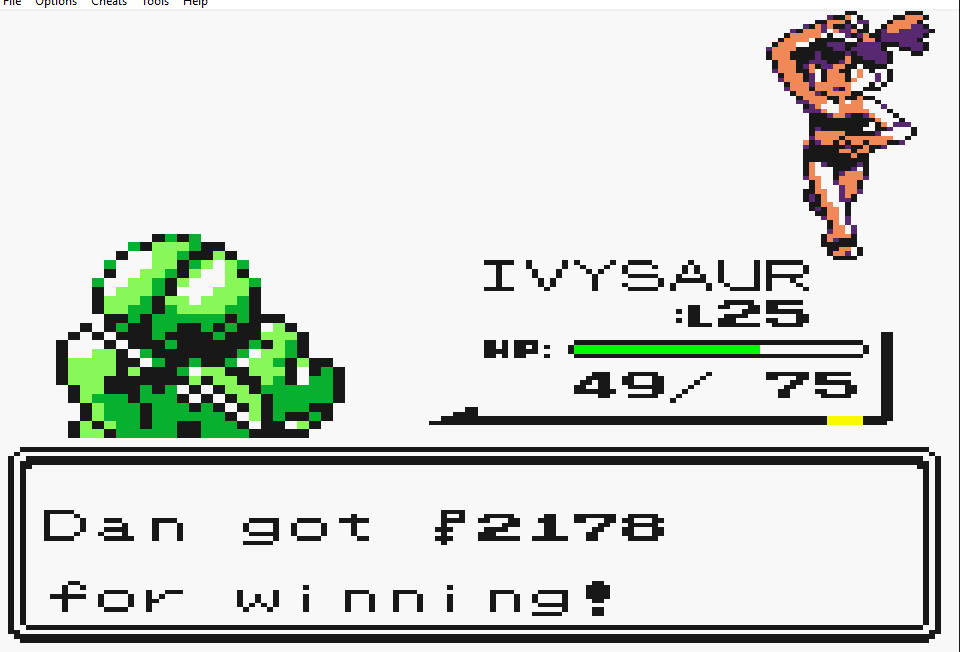 File Options Cheats Tools Help
IVYSAUR
:L25
HP:
49/ 75
Dan got ₽2178
for winning!